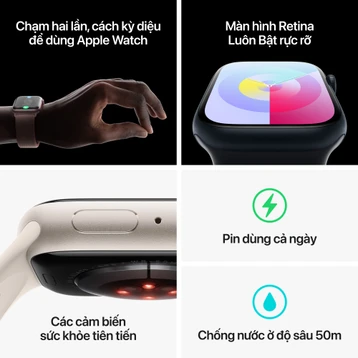 Chạm hai lần, cách kỳ diệu
để dùng Apple Watch
Màn hình Retina
Luôn Bật rực rỡ
Các cảm biến
sức khỏe tiên tiến
Pin dùng cả ngày
Chống nước ở độ sâu 50m